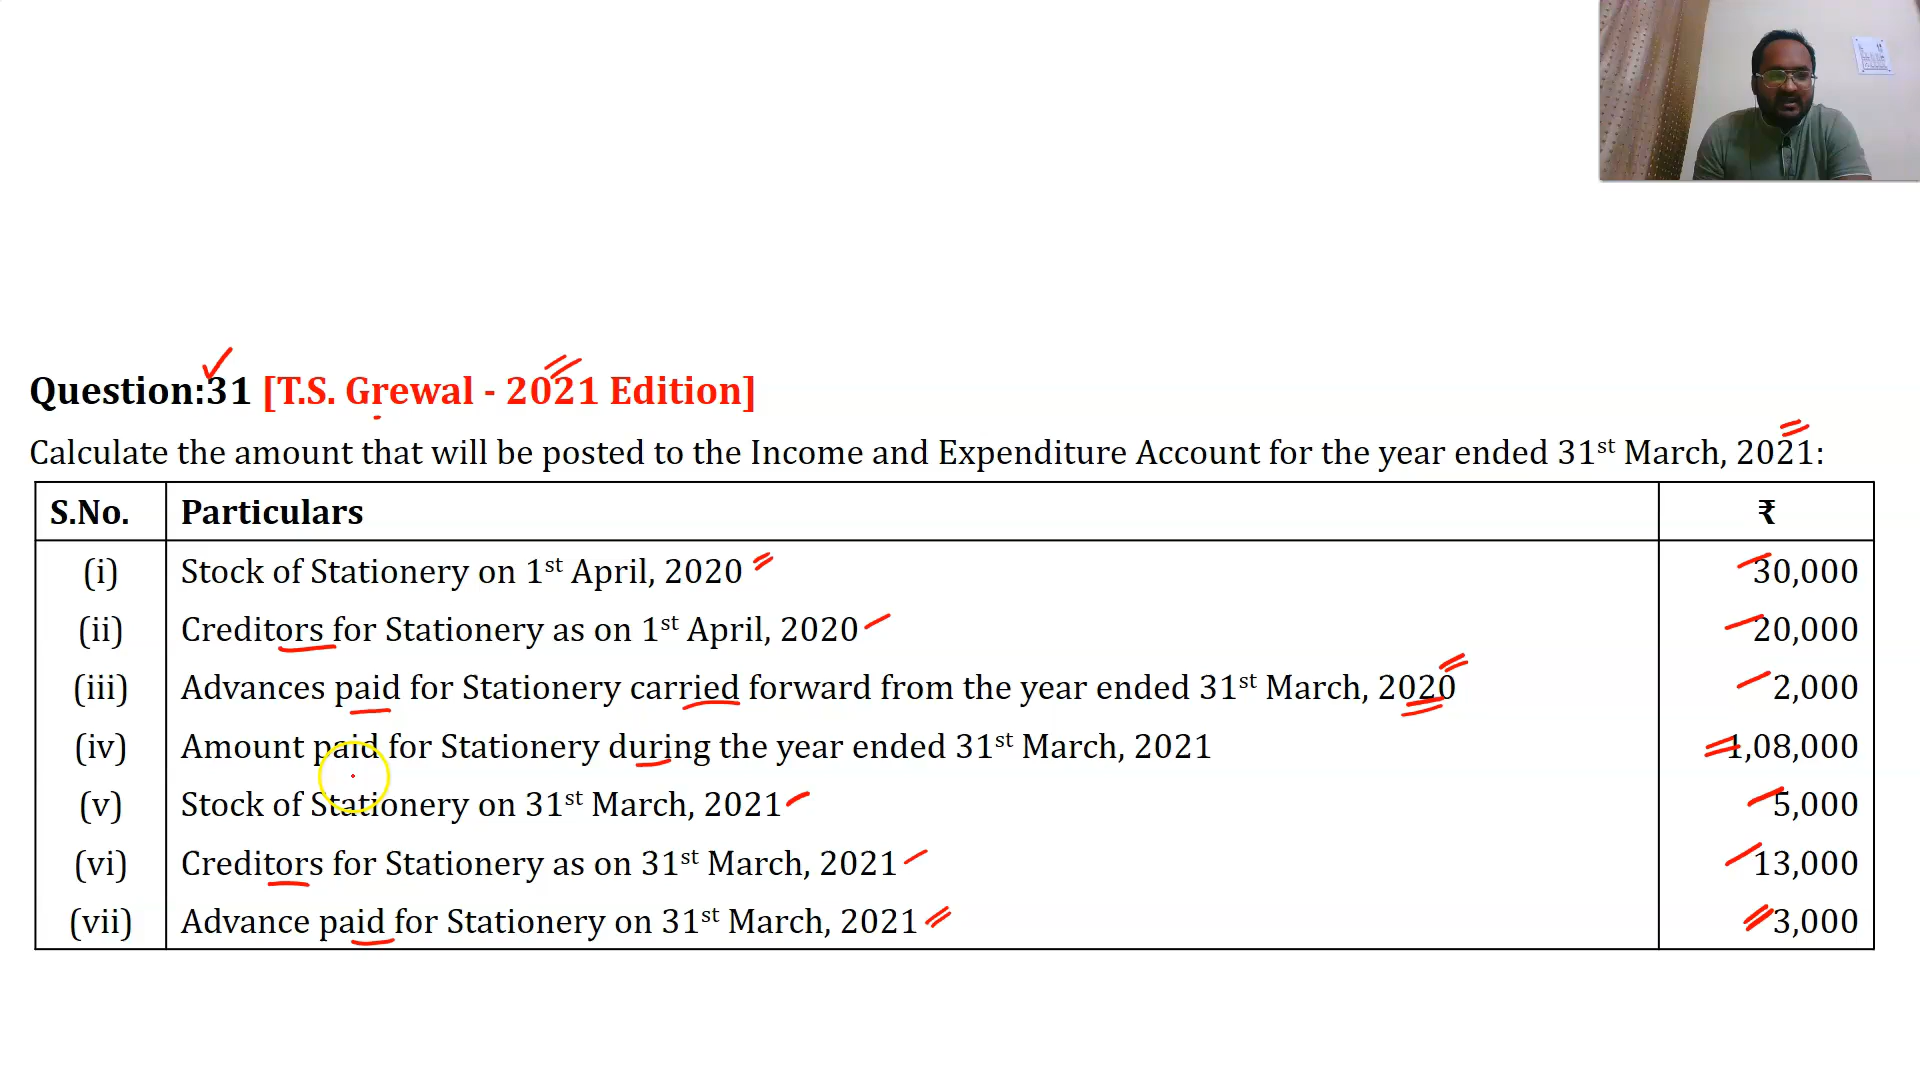 Question:31 [T.S. Grewal - 2021 Edition]
Calculate the amount that will be posted to the Income and Expenditure Account for the year ended 31st March, 2021:
S.No. Particulars ₹
(i) Stock of Stationery on 1st April, 2020 30,000
(ii) Creditors for Stationery as on 1st April, 2020 20,000
(iii) Advances paid for Stationery carried forward from the year ended 31st March, 2020 2,000
(iv) Amount paid for Stationery during the year ended 31st March, 2021 1,08,000
(v) Stock of Stationery on 31st March, 2021 5,000
(vi) Creditors for Stationery as on 31st March, 2021 13,000
(vii) Advance paid for Stationery on 31st March, 2021 3,000